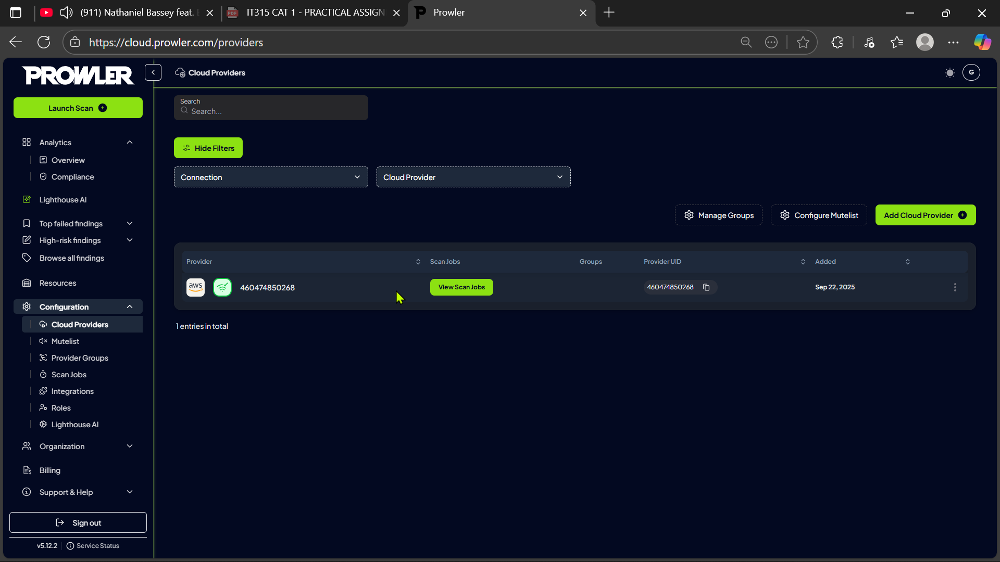 (911) Nathaniel Bassey feat.
IT315 CAT 1 - PRACTICAL ASSIGN
Prowler
https://cloud.prowler.com/providers
PROWLER
Cloud Providers
G
Launch Scan
Search
Search...
Hide Filters
Connection
Cloud Provider
Manage Groups
Configure Mutelist
Add Cloud Provider
Provider
Scan Jobs
Groups
Provider UID
Added
aws
460474850268
View Scan Jobs
460474850268
Sep 22, 2025
1 entries in total
Analytics
Overview
Compliance
Lighthouse AI
Top failed findings
High-risk findings
Browse all findings
Resources
Configuration
Cloud Providers
Mutelist
Provider Groups
Scan Jobs
Integrations
Roles
Lighthouse AI
Organization
Billing
Support & Help
Sign out
v5.12.2
Service Status